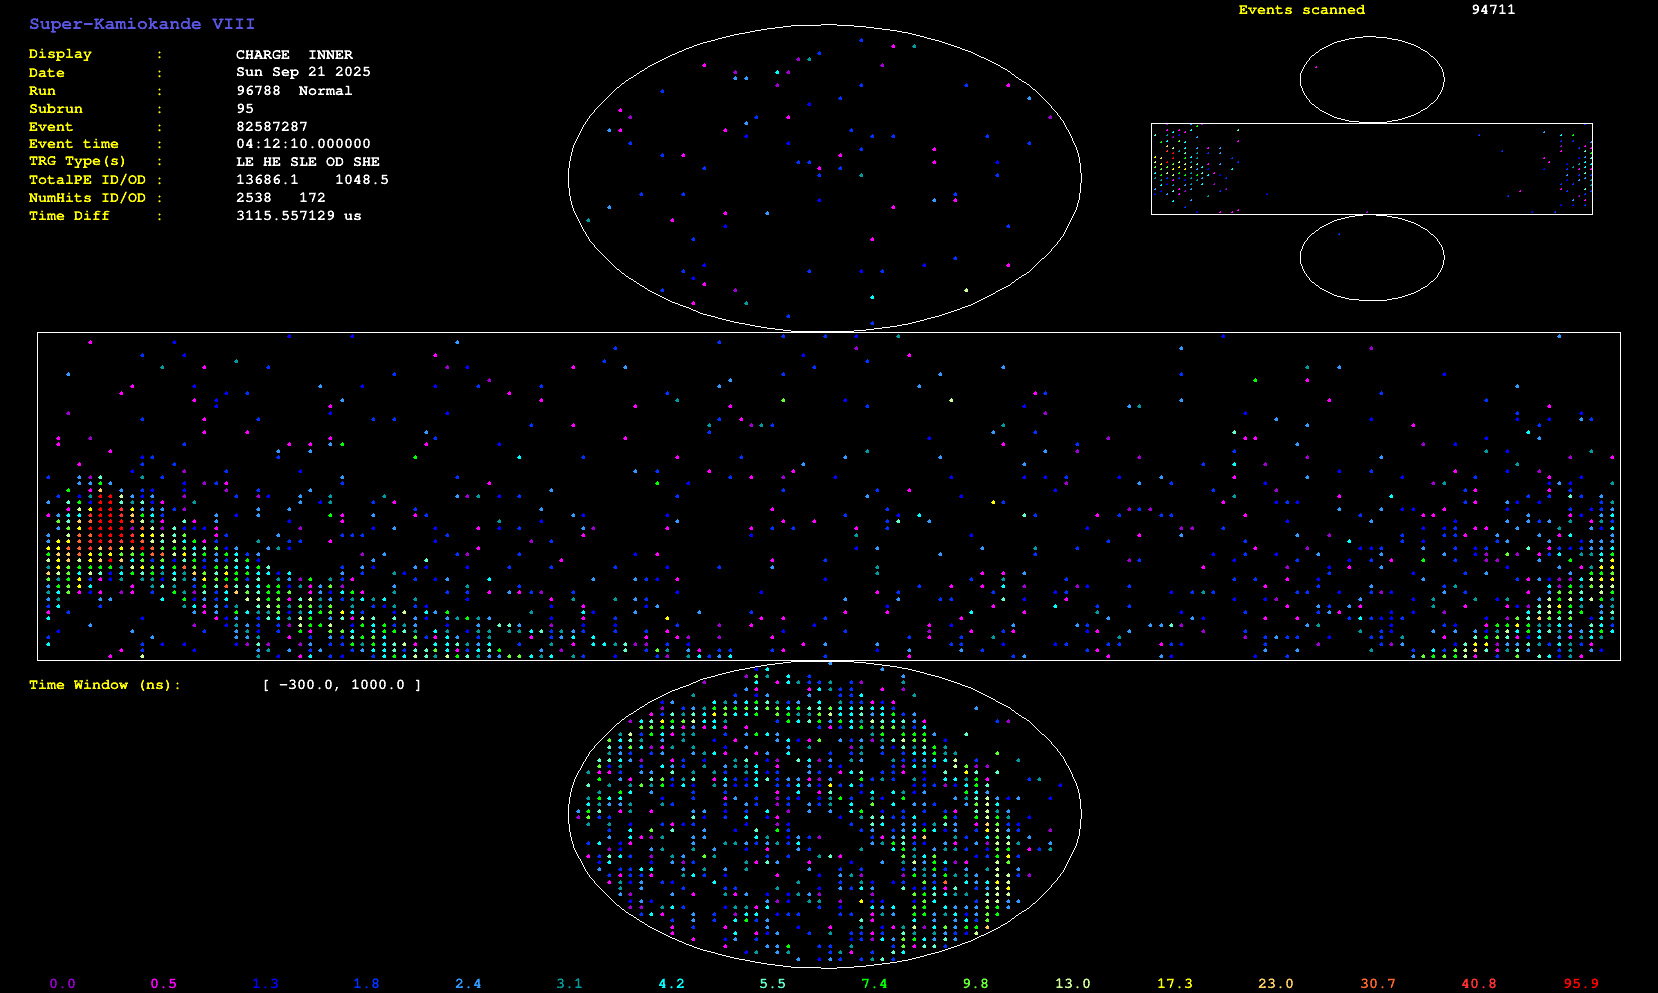 Super-Kamiokande VIII
Events scanned 94711
Display : CHARGE INNER
Date : Sun Sep 21 2025
Run : 96788 Normal
Subrun : 95
Event : 82587287
Event time : 04:12:10.000000
TRG Type(s) : LE HE SLE OD SHE
TotalPE ID/OD : 13686.1 1048.5
NumHits ID/OD : 2538 172
Time Diff : 3115.557129 us
Time Window (ns): [ -300.0, 1000.0 ]
0.0 0.5 1.3 1.8 2.4 3.1 4.2 5.5 7.4 9.8 13.0 17.3 23.0 30.7 40.8 95.9